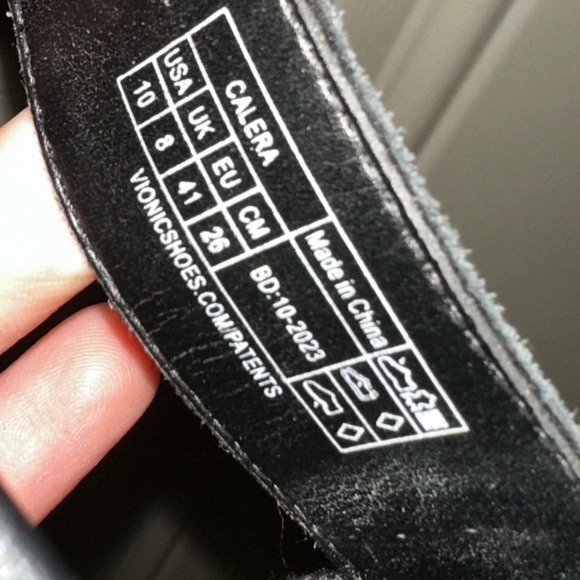 CALERA
Made in China
USA UK EU CM
10 8 41 26
BD:10-2023
VIONICSHOES.COM/PATENTS